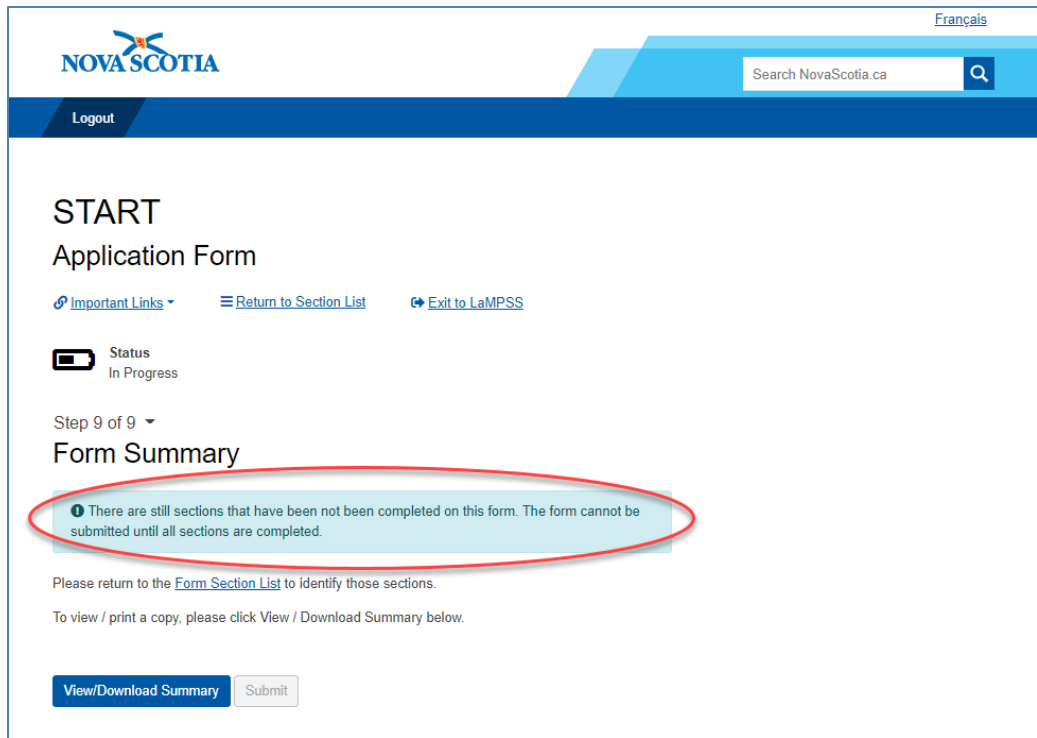 Français
NOVA SCOTIA
Search NovaScotia.ca
Logout
START
Application Form
Important Links
Return to Section List
Exit to LaMPSS
Status
In Progress
Step 9 of 9
Form Summary
There are still sections that have been not been completed on this form. The form cannot be
submitted until all sections are completed.
Please return to the Form Section List to identify those sections.
To view / print a copy, please click View / Download Summary below.
View/Download Summary
Submit